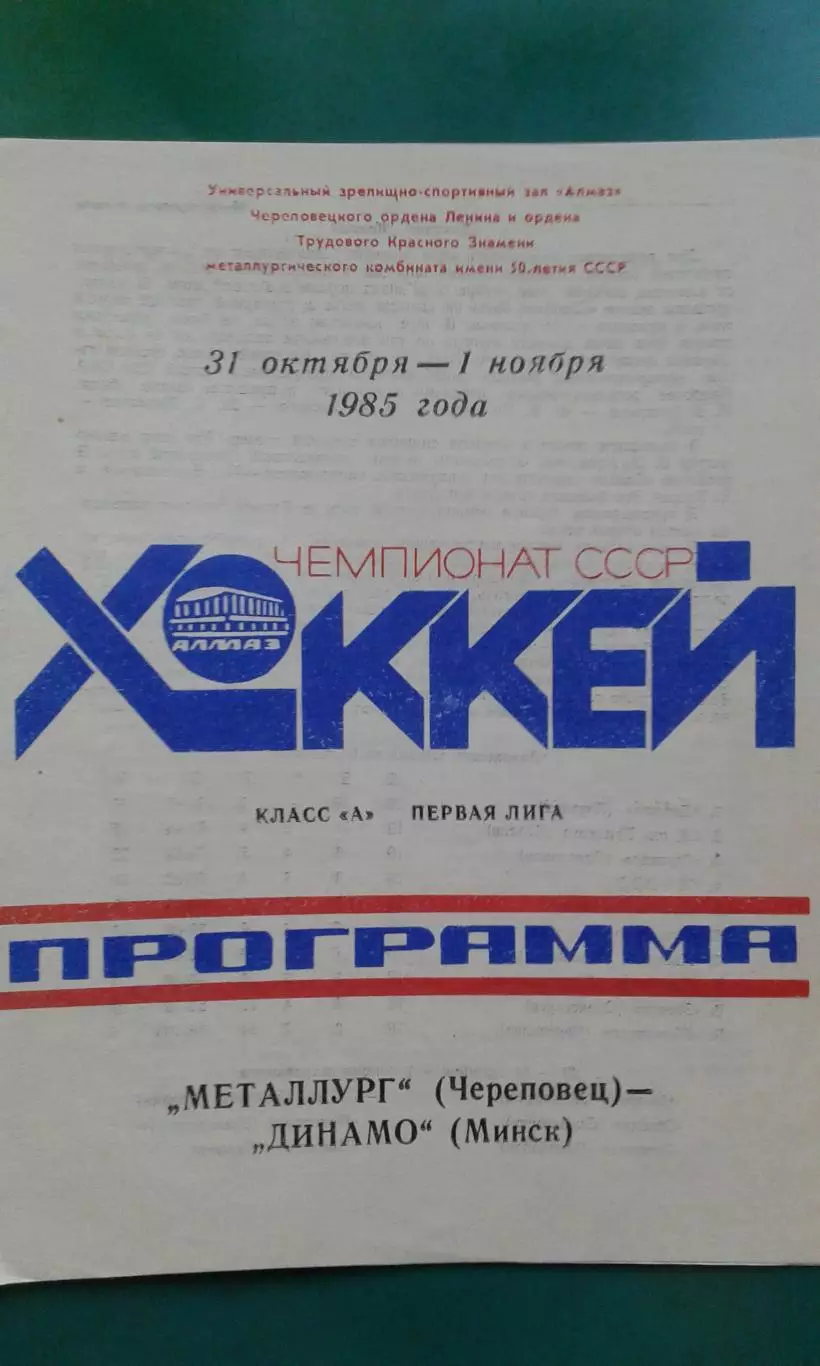 Универсальный зрелищно-спортивный зал «Алмаз»
Череповецкого ордена Ленина и ордена
Трудового Красного Знамени
металлургического комбината имени 50-летия СССР
31 октября — 1 ноября
1985 года
ЧЕМПИОНАТ СССР
ХОККЕЙ
АЛМАЗ
КЛАСС «А» ПЕРВАЯ ЛИГА
ПРОГРАММА
„МЕТАЛЛУРГ“ (Череповец)—
„ДИНАМО“ (Минск)